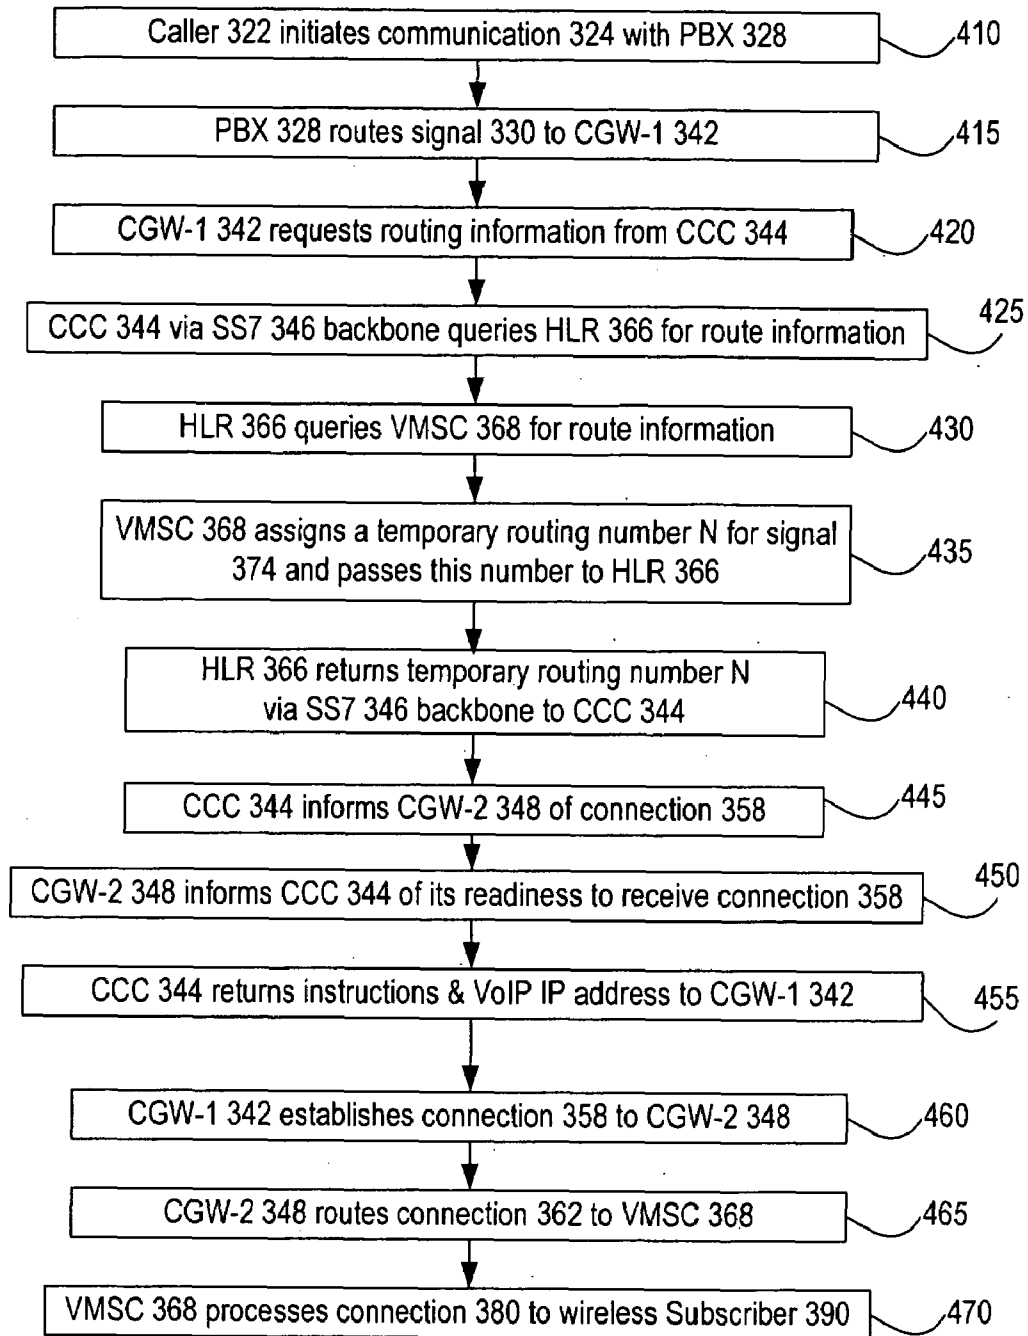 Caller 322 initiates communication 324 with PBX 328
410
PBX 328 routes signal 330 to CGW-1 342
415
CGW-1 342 requests routing information from CCC 344
420
CCC 344 via SS7 346 backbone queries HLR 366 for route information
425
HLR 366 queries VMSC 368 for route information
430
VMSC 368 assigns a temporary routing number N for signal
374 and passes this number to HLR 366
435
HLR 366 returns temporary routing number N
via SS7 346 backbone to CCC 344
440
CCC 344 informs CGW-2 348 of connection 358
445
CGW-2 348 informs CCC 344 of its readiness to receive connection 358
450
CCC 344 returns instructions & VoIP IP address to CGW-1 342
455
CGW-1 342 establishes connection 358 to CGW-2 348
460
CGW-2 348 routes connection 362 to VMSC 368
465
VMSC 368 processes connection 380 to wireless Subscriber 390
470